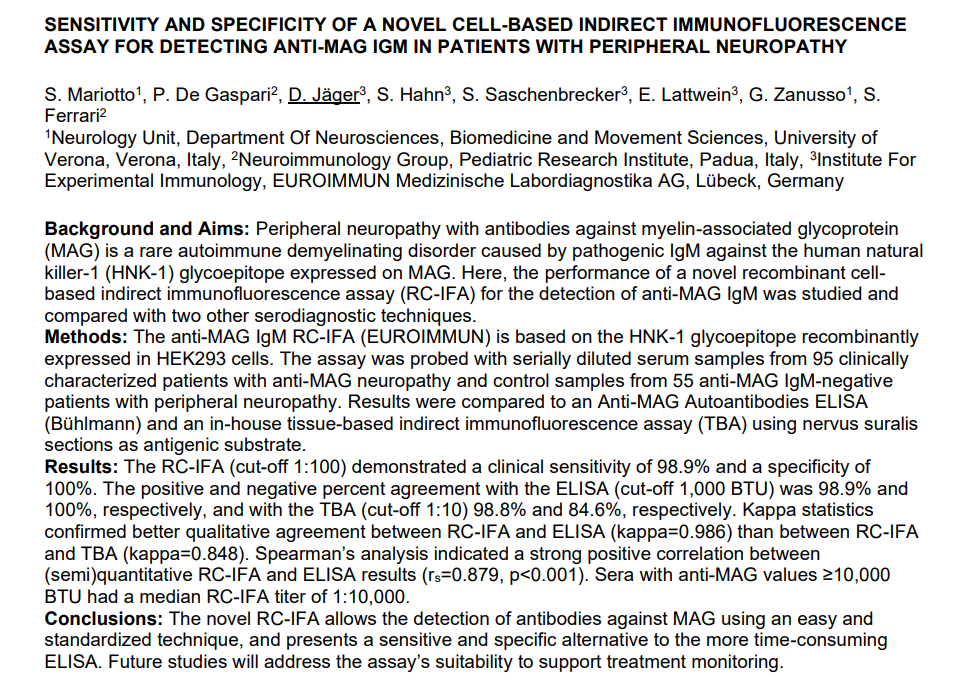 SENSITIVITY AND SPECIFICITY OF A NOVEL CELL-BASED INDIRECT IMMUNOFLUORESCENCE
ASSAY FOR DETECTING ANTI-MAG IGM IN PATIENTS WITH PERIPHERAL NEUROPATHY
S. Mariotto¹, P. De Gaspari², D. Jäger³, S. Hahn³, S. Saschenbrecker³, E. Lattwein³, G. Zanusso¹, S.
Ferrari²
¹Neurology Unit, Department Of Neurosciences, Biomedicine and Movement Sciences, University of
Verona, Verona, Italy, ²Neuroimmunology Group, Pediatric Research Institute, Padua, Italy, ³Institute For
Experimental Immunology, EUROIMMUN Medizinische Labordiagnostika AG, Lübeck, Germany
Background and Aims: Peripheral neuropathy with antibodies against myelin-associated glycoprotein
(MAG) is a rare autoimmune demyelinating disorder caused by pathogenic IgM against the human natural
killer-1 (HNK-1) glycoepitope expressed on MAG. Here, the performance of a novel recombinant cell-
based indirect immunofluorescence assay (RC-IFA) for the detection of anti-MAG IgM was studied and
compared with two other serodiagnostic techniques.
Methods: The anti-MAG IgM RC-IFA (EUROIMMUN) is based on the HNK-1 glycoepitope recombinantly
expressed in HEK293 cells. The assay was probed with serially diluted serum samples from 95 clinically
characterized patients with anti-MAG neuropathy and control samples from 55 anti-MAG IgM-negative
patients with peripheral neuropathy. Results were compared to an Anti-MAG Autoantibodies ELISA
(Bühlmann) and an in-house tissue-based indirect immunofluorescence assay (TBA) using nervus suralis
sections as antigenic substrate.
Results: The RC-IFA (cut-off 1:100) demonstrated a clinical sensitivity of 98.9% and a specificity of
100%. The positive and negative percent agreement with the ELISA (cut-off 1,000 BTU) was 98.9% and
100%, respectively, and with the TBA (cut-off 1:10) 98.8% and 84.6%, respectively. Kappa statistics
confirmed better qualitative agreement between RC-IFA and ELISA (kappa=0.986) than between RC-IFA
and TBA (kappa=0.848). Spearman's analysis indicated a strong positive correlation between
(semi)quantitative RC-IFA and ELISA results (rₛ=0.879, p<0.001). Sera with anti-MAG values ≥10,000
BTU had a median RC-IFA titer of 1:10,000.
Conclusions: The novel RC-IFA allows the detection of antibodies against MAG using an easy and
standardized technique, and presents a sensitive and specific alternative to the more time-consuming
ELISA. Future studies will address the assay's suitability to support treatment monitoring.